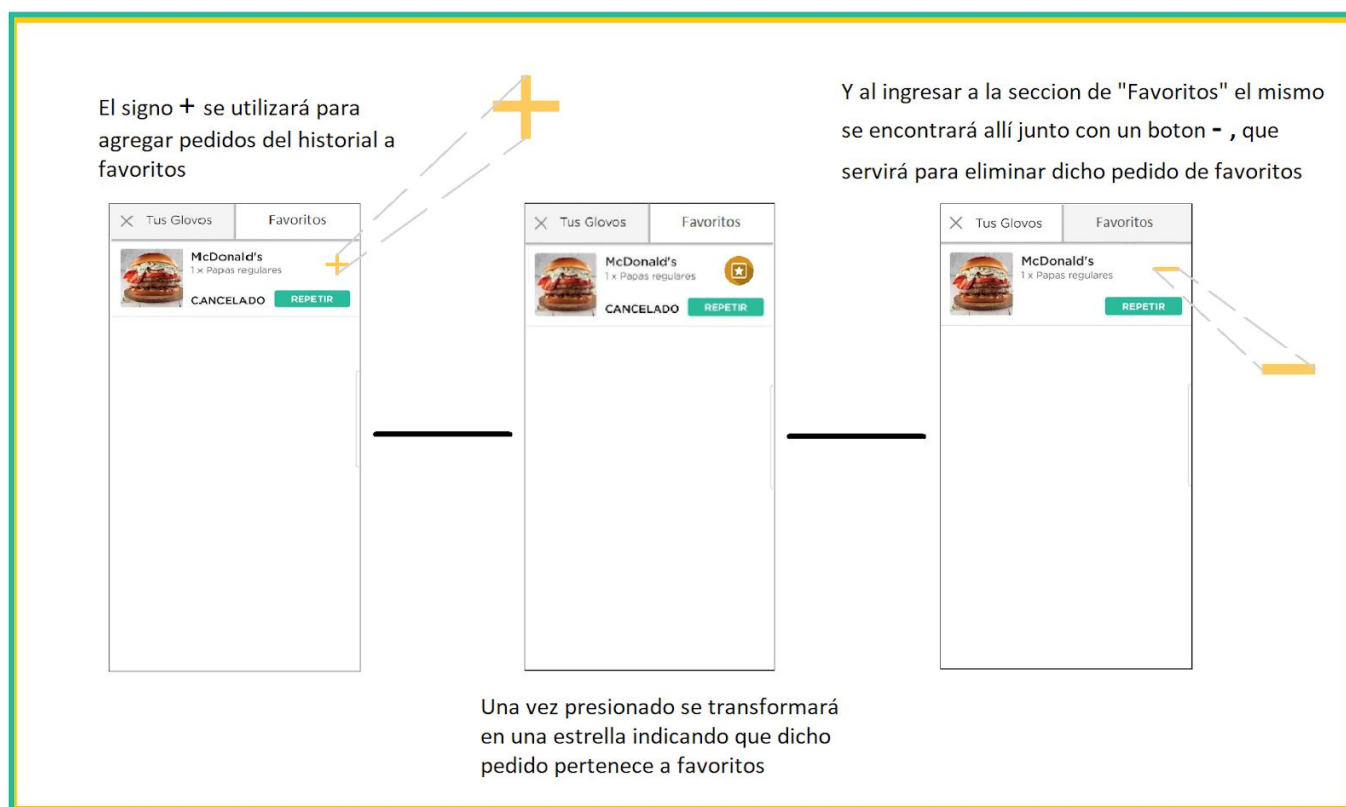 El signo + se utilizará para
agregar pedidos del historial a
favoritos
Y al ingresar a la seccion de "Favoritos" el mismo
se encontrará allí junto con un boton - , que
servirá para eliminar dicho pedido de favoritos
Tus Glovos Favoritos
McDonald's
1 x Papas regulares
CANCELADO REPETIR
Tus Glovos Favoritos
McDonald's
1 x Papas regulares
CANCELADO REPETIR
Tus Glovos Favoritos
McDonald's
1 x Papas regulares
REPETIR
Una vez presionado se transformará
en una estrella indicando que dicho
pedido pertenece a favoritos